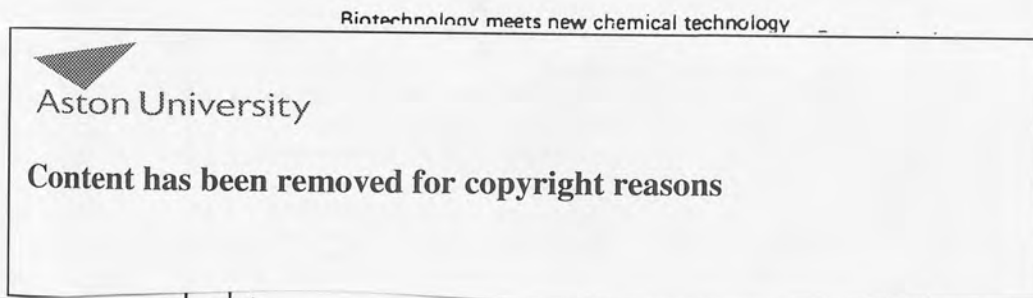 Biotechnology meets new chemical technology
Aston University
Content has been removed for copyright reasons